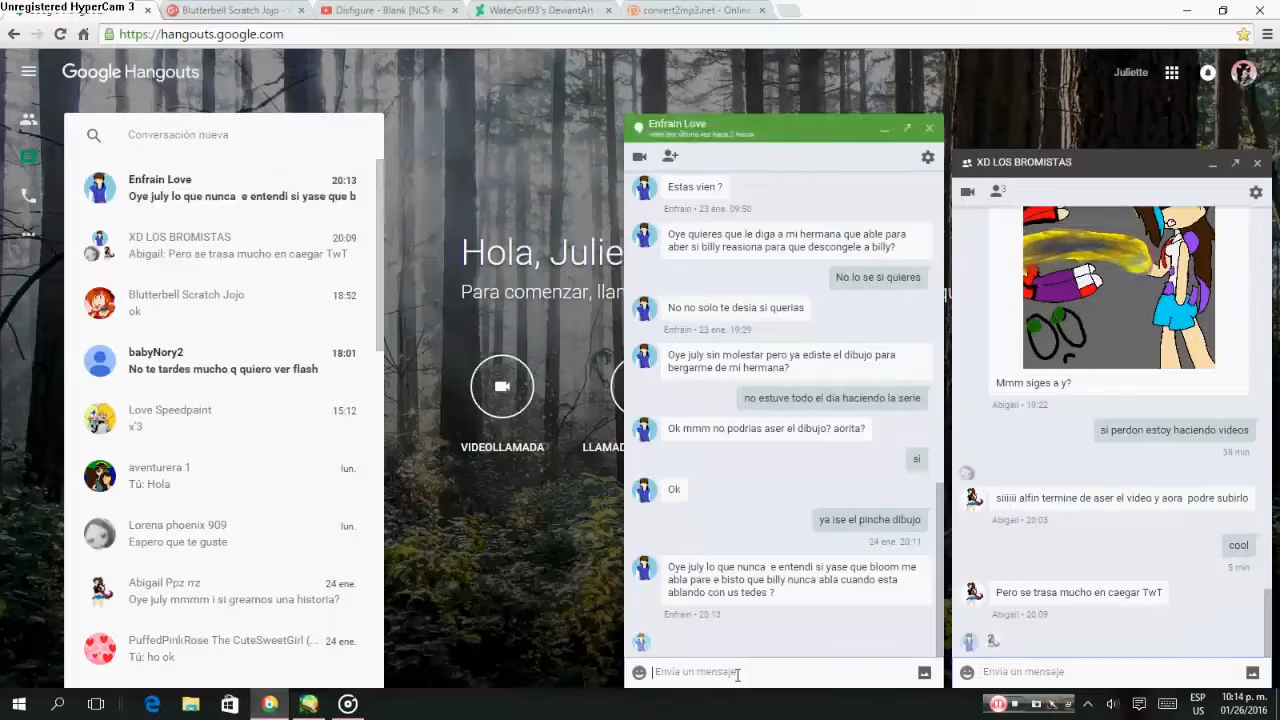 Unregistered HyperCam 3
Blutterbell Scratch Jojo -
Disfigure - Blank [NCS Re
WaterGirl93's DeviantArt
convert2mp3.net - Online
https://hangouts.google.com
Google Hangouts
Juliette
Conversación nueva
Enfrain Love
20:13
Oye july lo que nunca e entendi si yase que b
XD LOS BROMISTAS
20:09
Abigail: Pero se trasa mucho en caegar TwT
Blutterbell Scratch Jojo
18:52
ok
babyNory2
18:01
No te tardes mucho q quiero ver flash
Love Speedpaint
15:12
x'3
aventurera 1
lun.
Tú: Hola
Lorena phoenix 909
lun.
Espero que te guste
Abigail Ppz rrz
24 ene.
Oye july mmmm i si greamos una historia?
PuffedPinkRose The CuteSweetGirl (...
24 ene.
Tú: ho ok
Hola, Julie
Para comenzar, llan
VIDEOLLAMADA
LLAMAD
Enfrain Love
Estas vien ?
Enfrain • 23 ene. 09:50
Oye quieres que le diga a mi hermana que able para
aber si billy reasiona para que descongele a billy?
No lo se si quieres
No no solo te desia si querias
Enfrain • 23 ene. 19:29
Oye july sin molestar pero ya ediste el dibujo para
bergarme de mi hermana?
no estuve todo el dia haciendo la serie
Ok mmm no podrias aser el dibujo? aorita?
si
Ok
ya ise el pinche dibujo
24 ene. 20:11
Oye july lo que nunca e entendi si yase que bloom me
abla pare e bisto que billy nunca abla cuando esta
ablando con us tedes ?
Enfrain • 20:13
Envía un mensaje
XD LOS BROMISTAS
3
Mmm siges a y?
Abigail • 19:22
si perdon estoy haciendo videos
38 min
siiiiii alfin termine de aser el video y aora podre subirlo
Abigail • 20:03
cool
5 min
Pero se trasa mucho en caegar TwT
Abigail • 20:09
Envía un mensaje
ESP
US
10:14 p. m.
01/26/2016